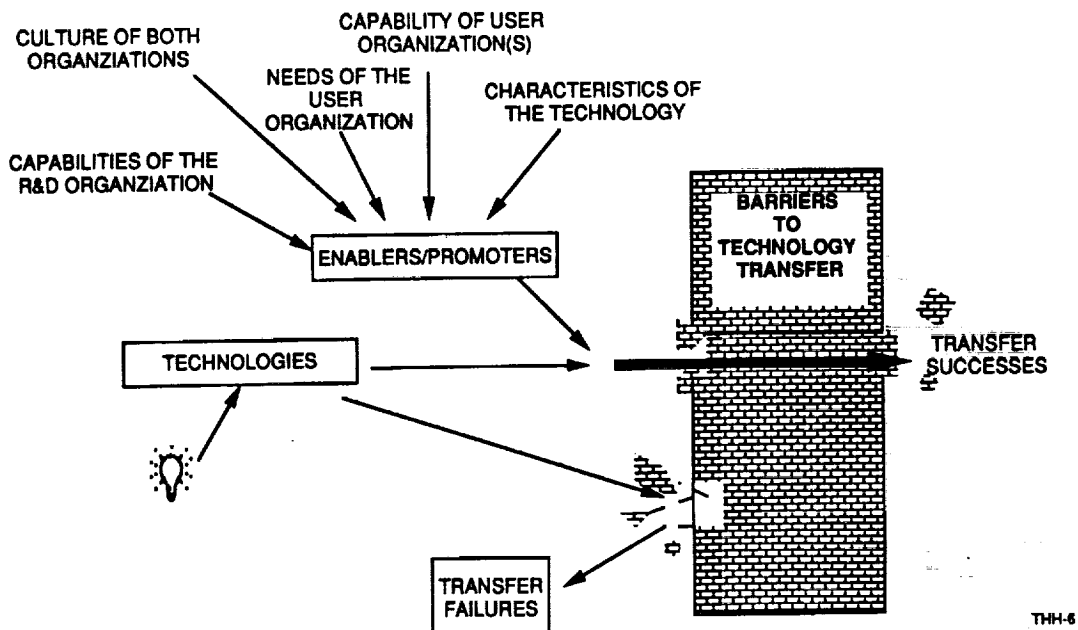 CULTURE OF BOTH
ORGANZIATIONS
CAPABILITY OF USER
ORGANIZATION(S)
NEEDS OF THE
USER
ORGANIZATION
CHARACTERISTICS OF
THE TECHNOLOGY
CAPABILITIES OF THE
R&D ORGANZIATION
ENABLERS/PROMOTERS
BARRIERS
TO
TECHNOLOGY
TRANSFER
TECHNOLOGIES
TRANSFER
SUCCESSES
TRANSFER
FAILURES
THH-6